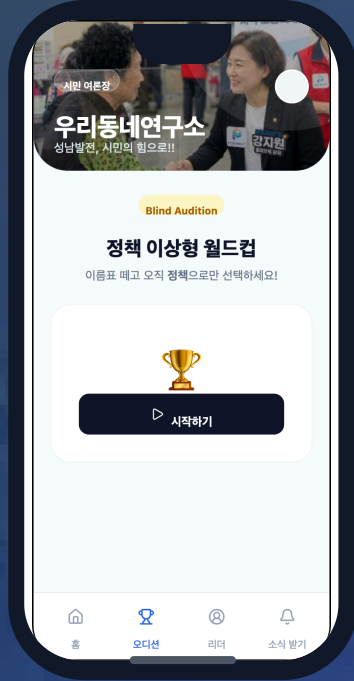 시민 여론장
우리동네연구소
성남발전, 시민의 힘으로!!
강지원
Blind Audition
정책 이상형 월드컵
이름표 떼고 오직 정책으로만 선택하세요!
시작하기
홈
오디션
리더
소식 받기